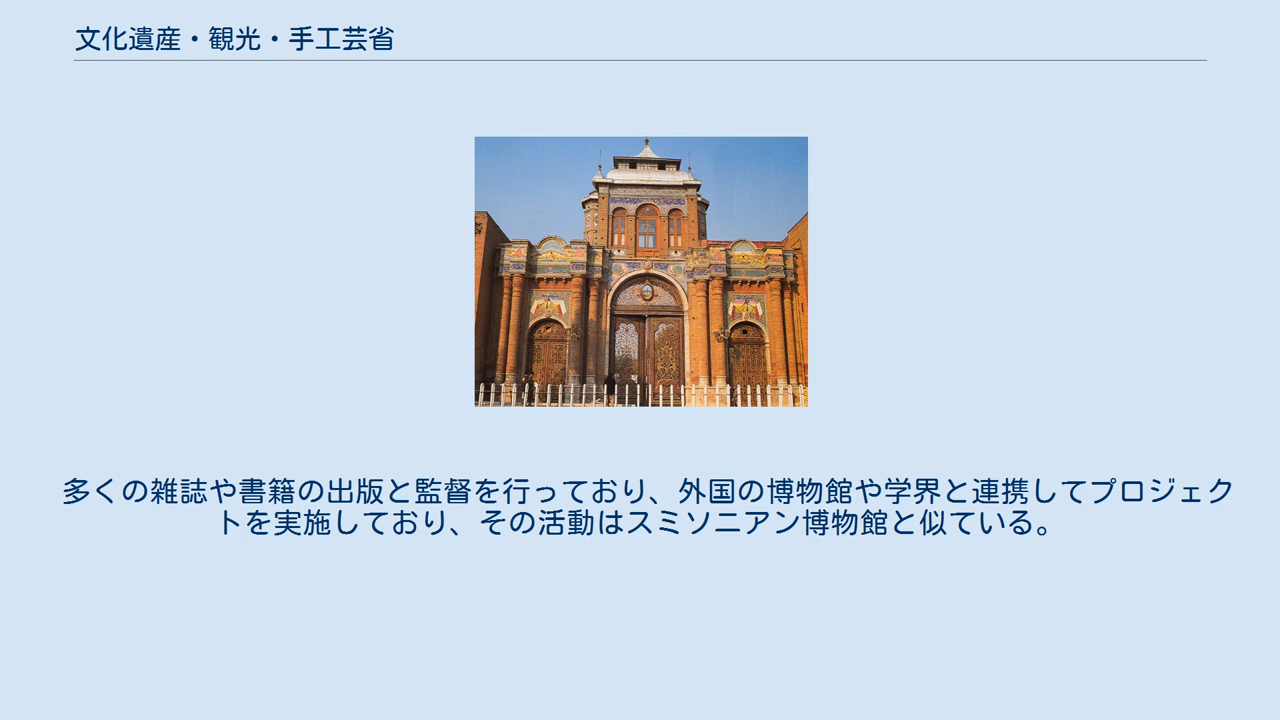 文化遺産・観光・手工芸省
多くの雑誌や書籍の出版と監督を行っており、外国の博物館や学界と連携してプロジェク
トを実施しており、その活動はスミソニアン博物館と似ている。